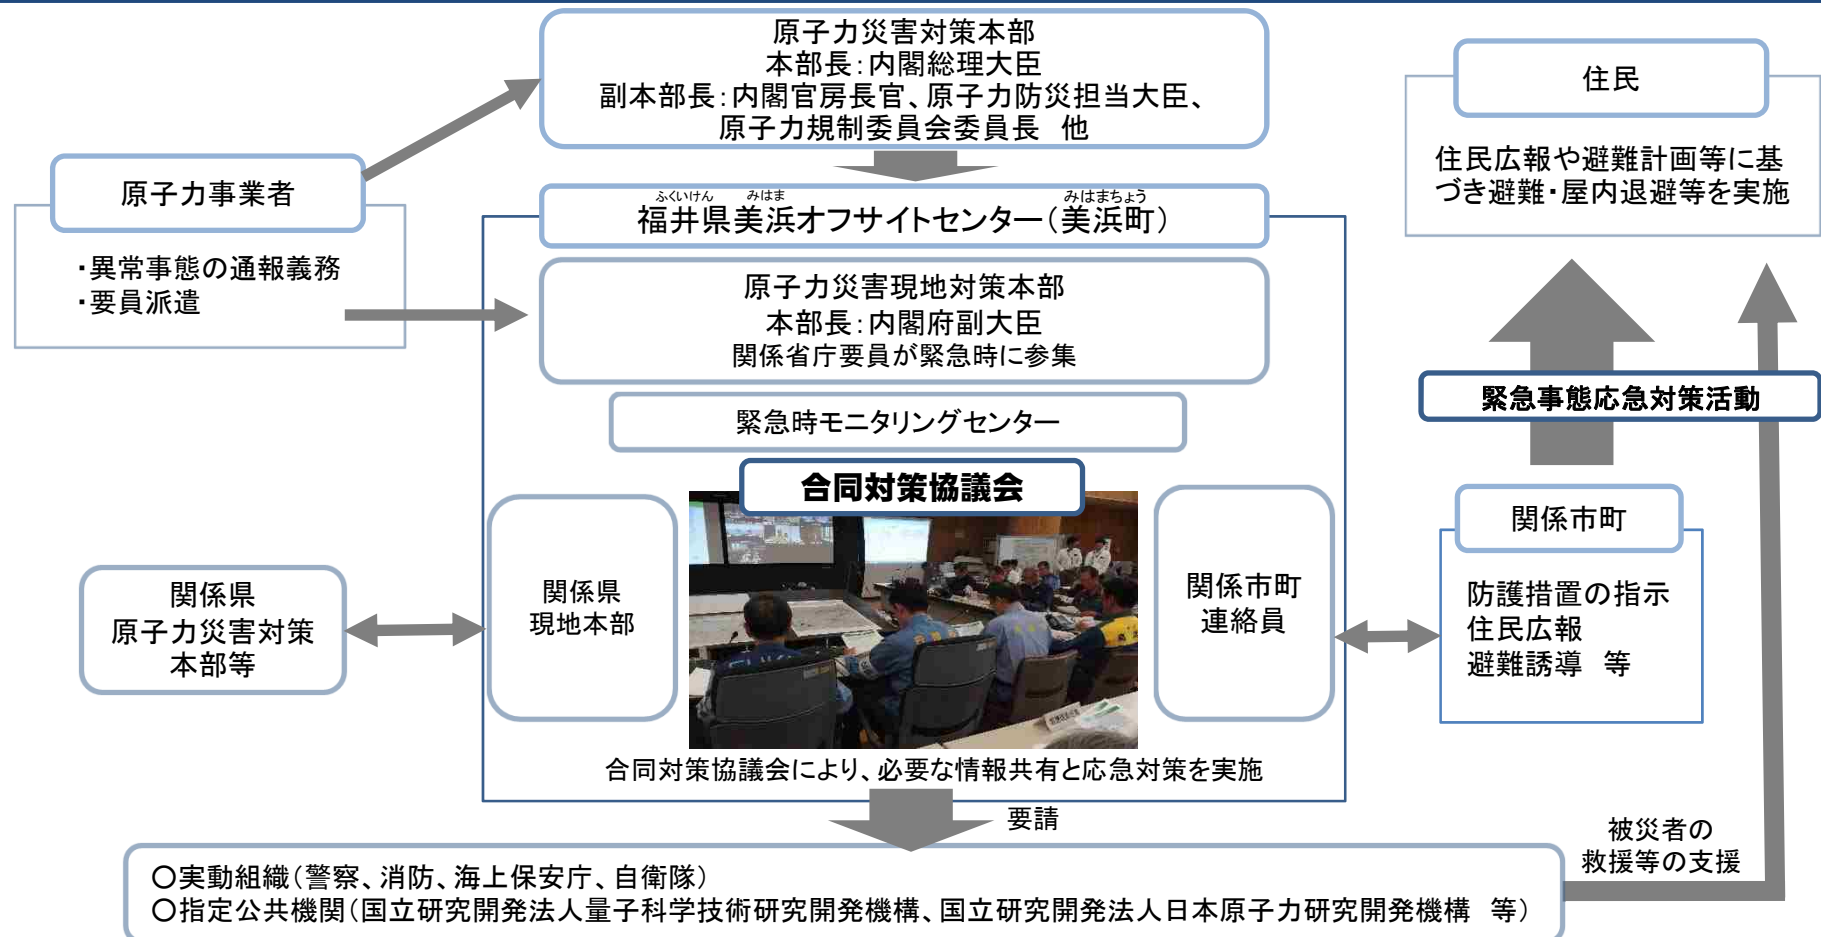 原子力災害対策本部
本部長：内閣総理大臣
副本部長：内閣官房長官、原子力防災担当大臣、
原子力規制委員会委員長　他
住民
住民広報や避難計画等に基
づき避難・屋内退避等を実施
原子力事業者
・異常事態の通報義務
・要員派遣
ふくいけん　みはま　みはまちょう
福井県美浜オフサイトセンター（美浜町）
原子力災害現地対策本部
本部長：内閣府副大臣
関係省庁要員が緊急時に参集
緊急時モニタリングセンター
緊急事態応急対策活動
合同対策協議会
関係県
原子力災害対策
本部等
関係県
現地本部
関係市町
連絡員
関係市町
防護措置の指示
住民広報
避難誘導　等
合同対策協議会により、必要な情報共有と応急対策を実施
要請
被災者の
救援等の支援
〇実動組織（警察、消防、海上保安庁、自衛隊）
〇指定公共機関（国立研究開発法人量子科学技術研究開発機構、国立研究開発法人日本原子力研究開発機構　等）